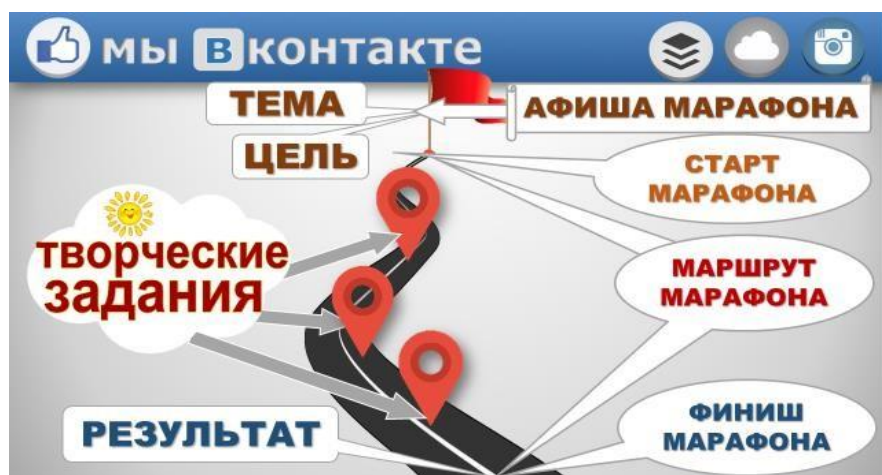 мы Вконтакте
ТЕМА
АФИША МАРАФОНА
ЦЕЛЬ
СТАРТ
МАРАФОНА
творческие
задания
МАРШРУТ
МАРАФОНА
РЕЗУЛЬТАТ
ФИНИШ
МАРАФОНА